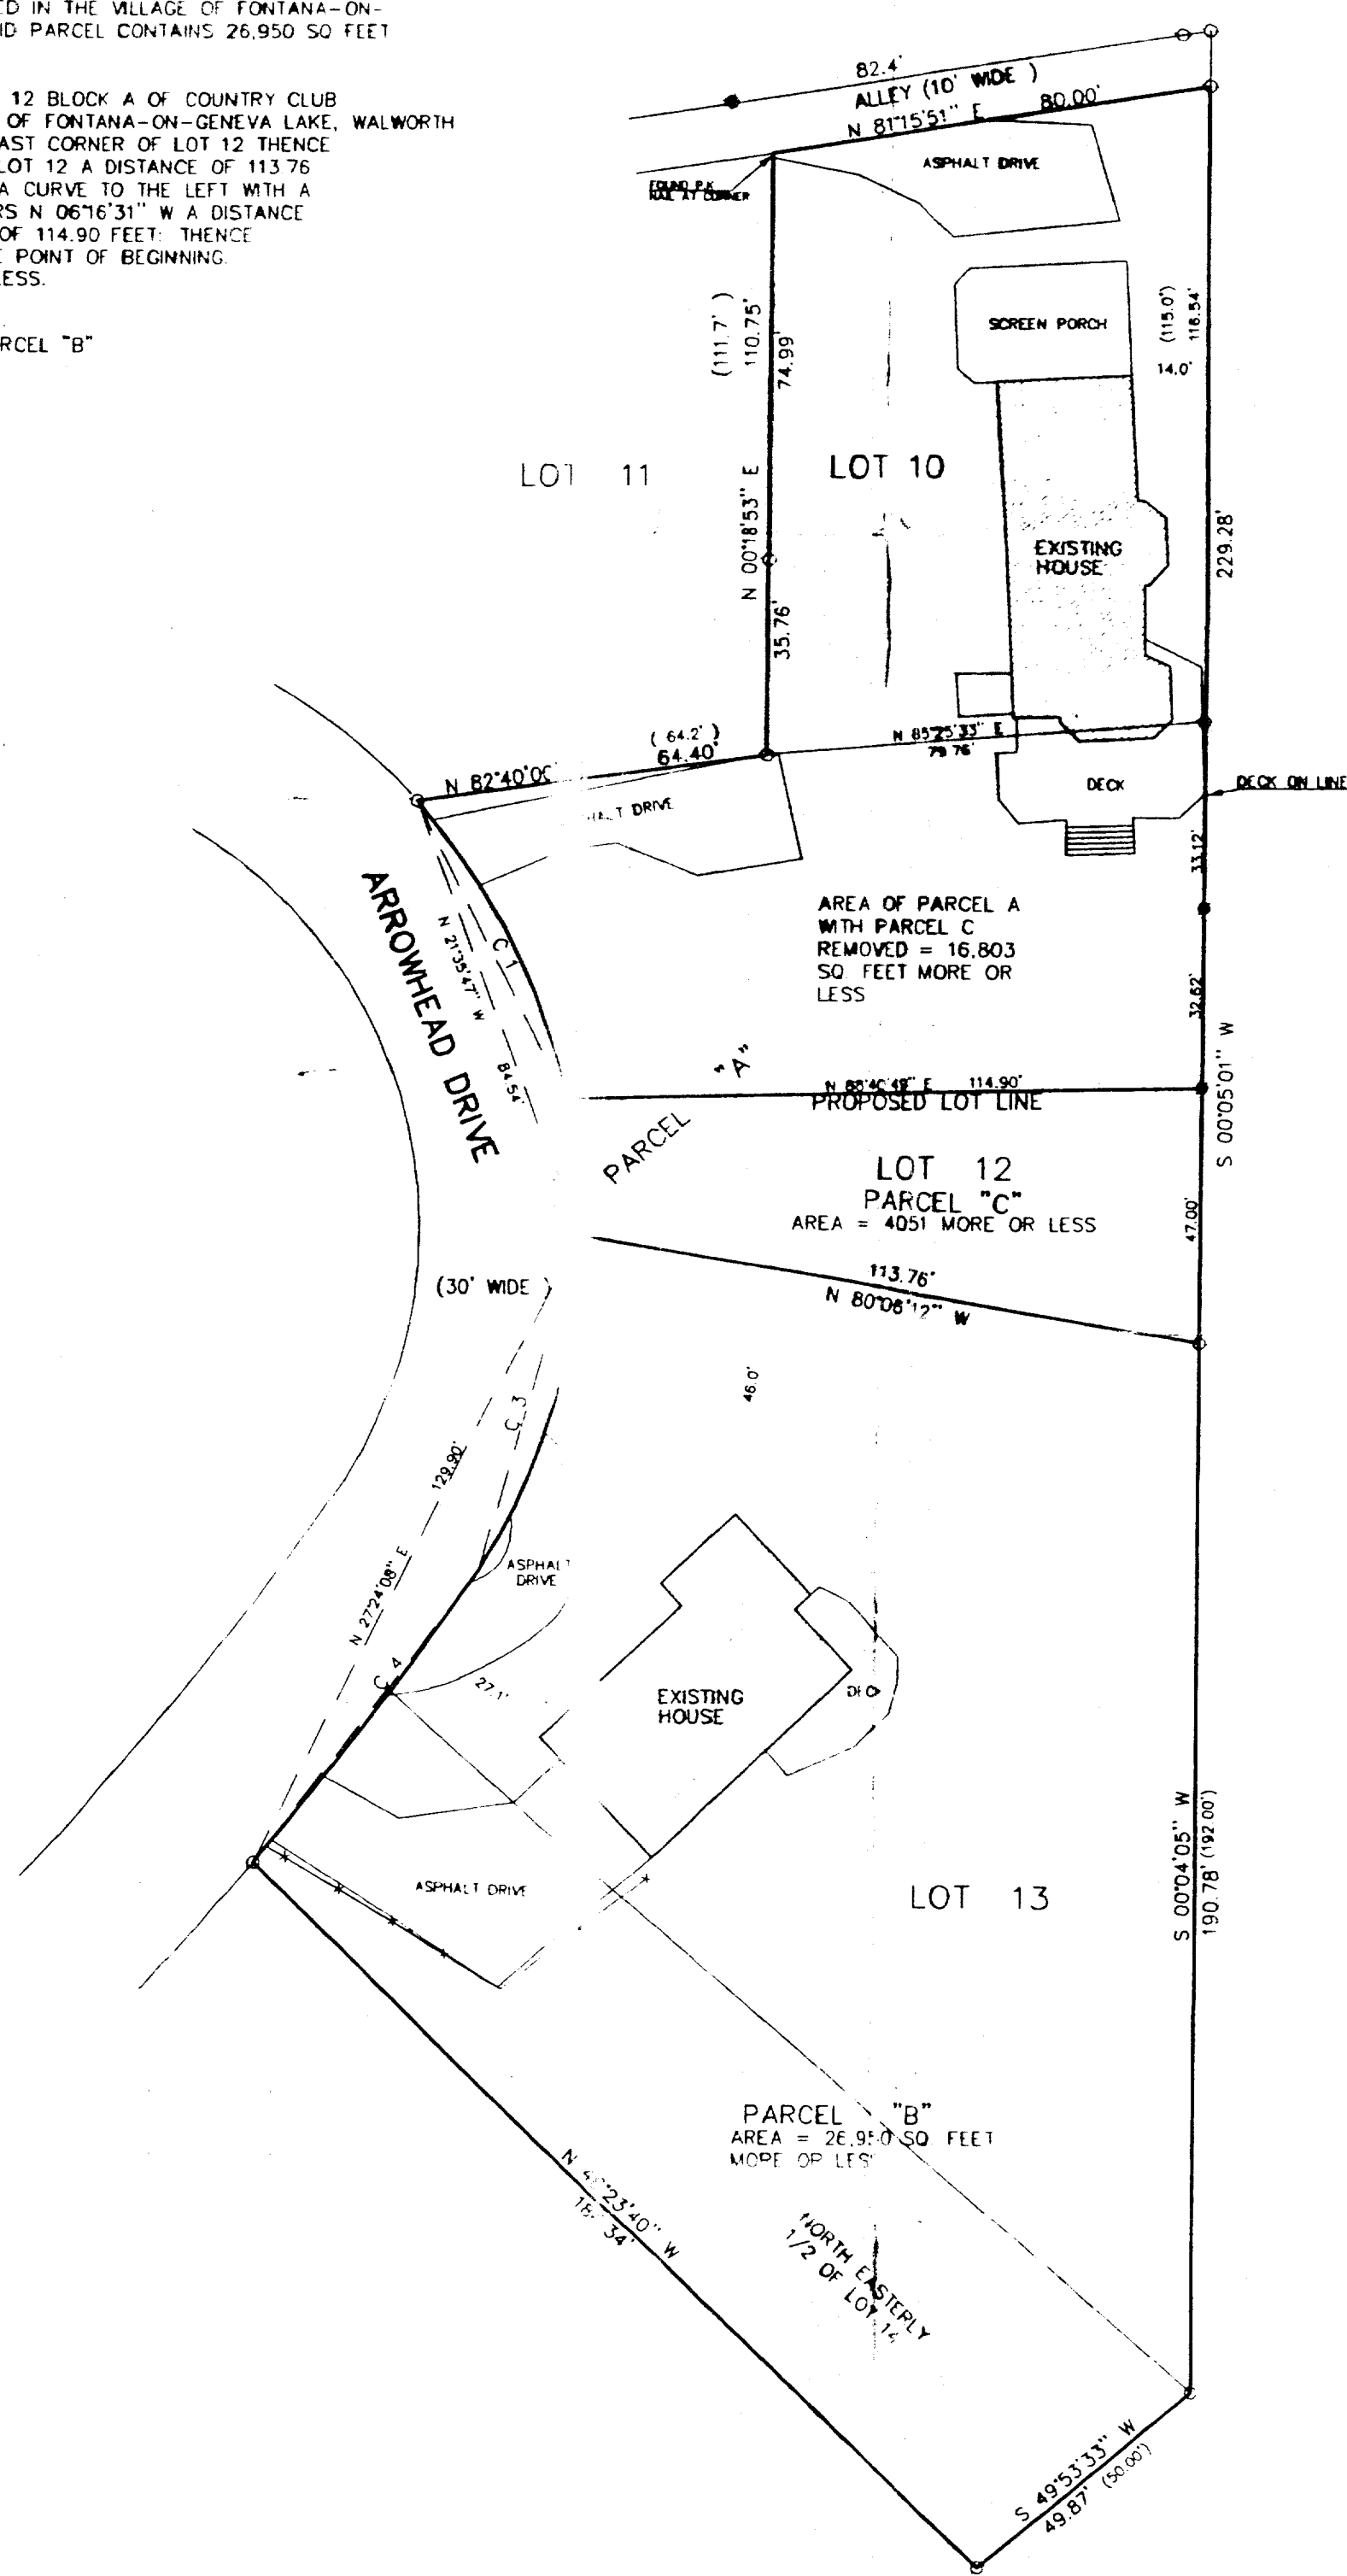 ED IN THE VILLAGE OF FONTANA-ON-
ID PARCEL CONTAINS 26,950 SQ FEET
12 BLOCK A OF COUNTRY CLUB
OF FONTANA-ON-GENEVA LAKE, WALWORTH
AST CORNER OF LOT 12 THENCE
LOT 12 A DISTANCE OF 113.76
A CURVE TO THE LEFT WITH A
RS N 06°16'31" W A DISTANCE
OF 114.90 FEET: THENCE
E POINT OF BEGINNING.
LESS.
RCEL "B"
82.4'
ALLEY (10' WIDE )
N 81°15'51" E 80.00'
FOUND P.K.
NAIL AT CORNER
ASPHALT DRIVE
SCREEN PORCH
(111.7' )
110.75'
74.99'
(115.0')
116.54'
14.0'
LOT 11
LOT 10
N 00°18'53" E
EXISTING
HOUSE
229.28'
35.76'
( 64.2' )
64.40'
N 82°40'00"
N 85°25'33" E
79.76'
DECK
DECK ON LINE
DRIVE
33.12'
ARROWHEAD DRIVE
N 21°35'47" W
84.54'
C 1
AREA OF PARCEL A
WITH PARCEL C
REMOVED = 16,803
SQ. FEET MORE OR
LESS
32.62'
PARCEL "A"
N 88°40'49" E 114.90'
PROPOSED LOT LINE
S 00°05'01" W
LOT 12
PARCEL "C"
AREA = 4051 MORE OR LESS
47.00'
113.76'
N 80°06'12" W
(30' WIDE )
46.0'
C 3
129.90'
N 27°24'08" E
C 4
ASPHALT
DRIVE
27.1'
EXISTING
HOUSE
ASPHALT DRIVE
LOT 13
S 00°04'05" W
190.78' (192.00')
PARCEL "B"
AREA = 26,950 SQ. FEET
MORE OR LES
23'40" W
34'
NORTH EASTERLY
1/2 OF LOT 14
S 49°53'33" W
49.87' (50.00')